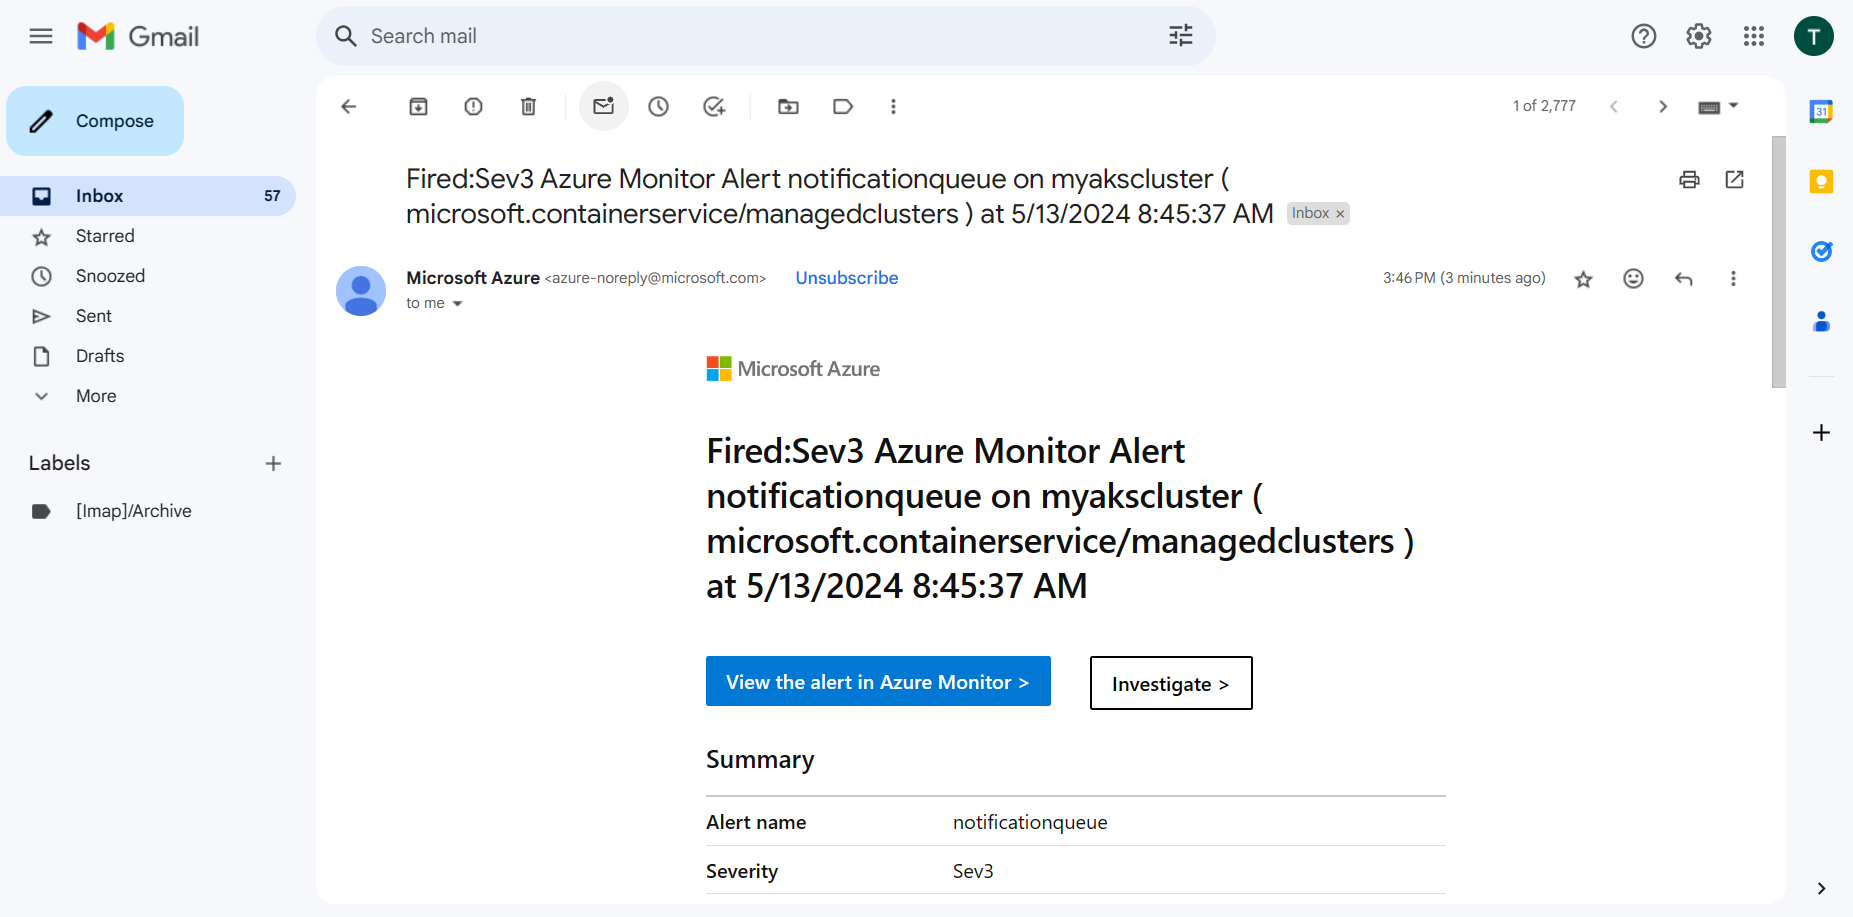 Gmail
Search mail
T
Compose
1 of 2,777
31
Inbox 57
Starred
Snoozed
Sent
Drafts
More
Labels
[Imap]/Archive
Fired:Sev3 Azure Monitor Alert notificationqueue on myakscluster (
microsoft.containerservice/managedclusters ) at 5/13/2024 8:45:37 AM Inbox ×
Microsoft Azure <azure-noreply@microsoft.com> Unsubscribe 3:46 PM (3 minutes ago)
to me
Microsoft Azure
Fired:Sev3 Azure Monitor Alert
notificationqueue on myakscluster (
microsoft.containerservice/managedclusters )
at 5/13/2024 8:45:37 AM
View the alert in Azure Monitor > Investigate >
Summary
Alert name notificationqueue
Severity Sev3